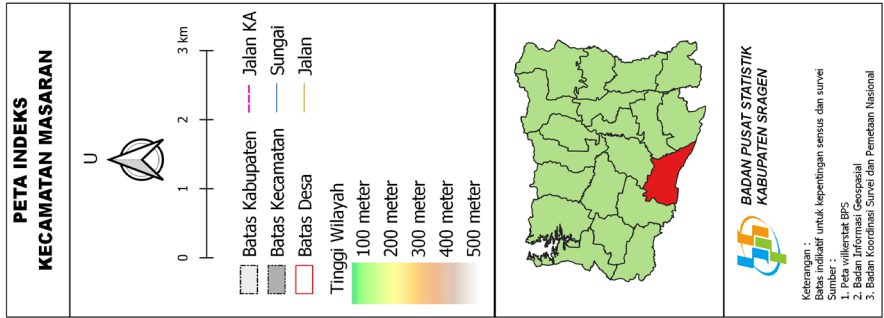 PETA INDEKS
KECAMATAN MASARAN
U
0 1 2 3 km
Batas Kabupaten
Jalan KA
Batas Kecamatan
Sungai
Batas Desa
Jalan
Tinggi Wilayah
100 meter
200 meter
300 meter
400 meter
500 meter
BADAN PUSAT STATISTIK
KABUPATEN SRAGEN
Keterangan :
Batas indikatif untuk kepentingan sensus dan survei
Sumber :
1. Peta wilkerstat BPS
2. Badan Informasi Geospasial
3. Badan Koordinasi Survei dan Pemetaan Nasional